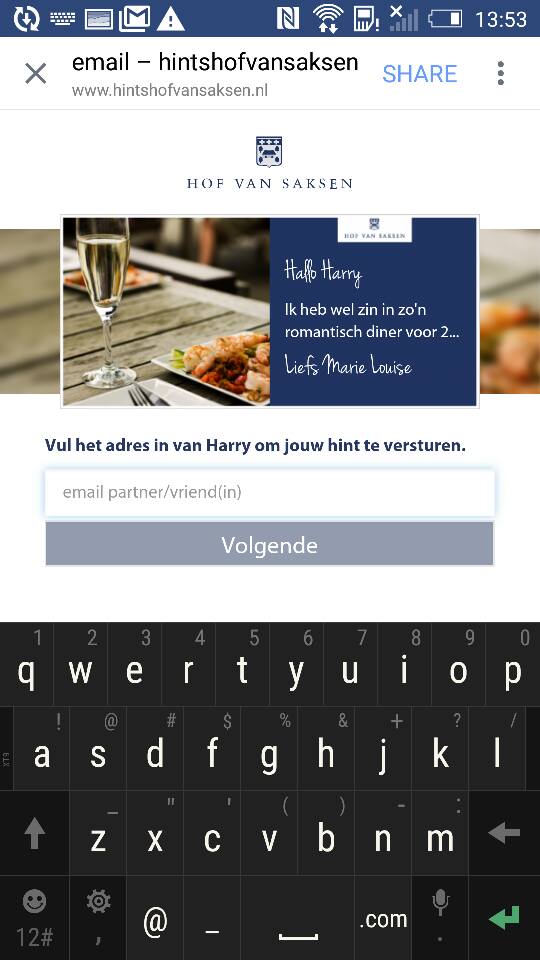 13:53
email – hintshofvansaksen
www.hintshofvansaksen.nl
SHARE
HOF VAN SAKSEN
HOF VAN SAKSEN
Hallo Harry
Ik heb wel zin in zo'n
romantisch diner voor 2...
Liefs Marie Louise
Vul het adres in van Harry om jouw hint te versturen.
email partner/vriend(in)
Volgende
1 2 3 4 5 6 7 8 9 0
q w e r t y u i o p
! @ # $ % & + ? /
XT9 a s d f g h j k l
_ " ' ( ) - :
z x c v b n m
12# , @ _ .com .